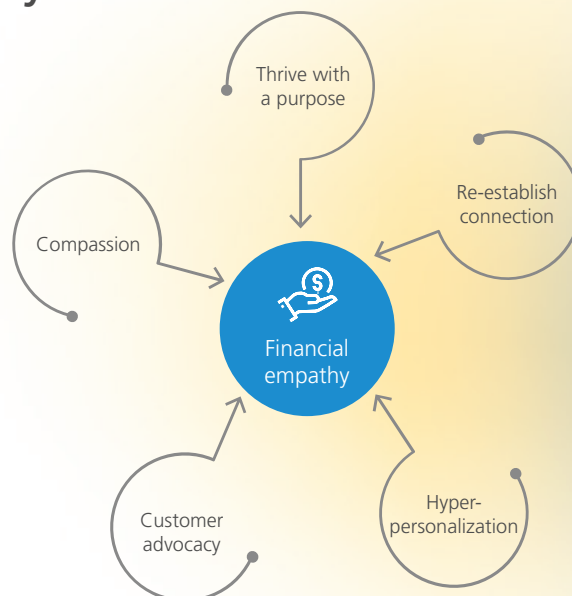 y
Thrive with
a purpose
Re-establish
connection
Compassion
$
Financial
empathy
Customer
advocacy
Hyper-
personalization